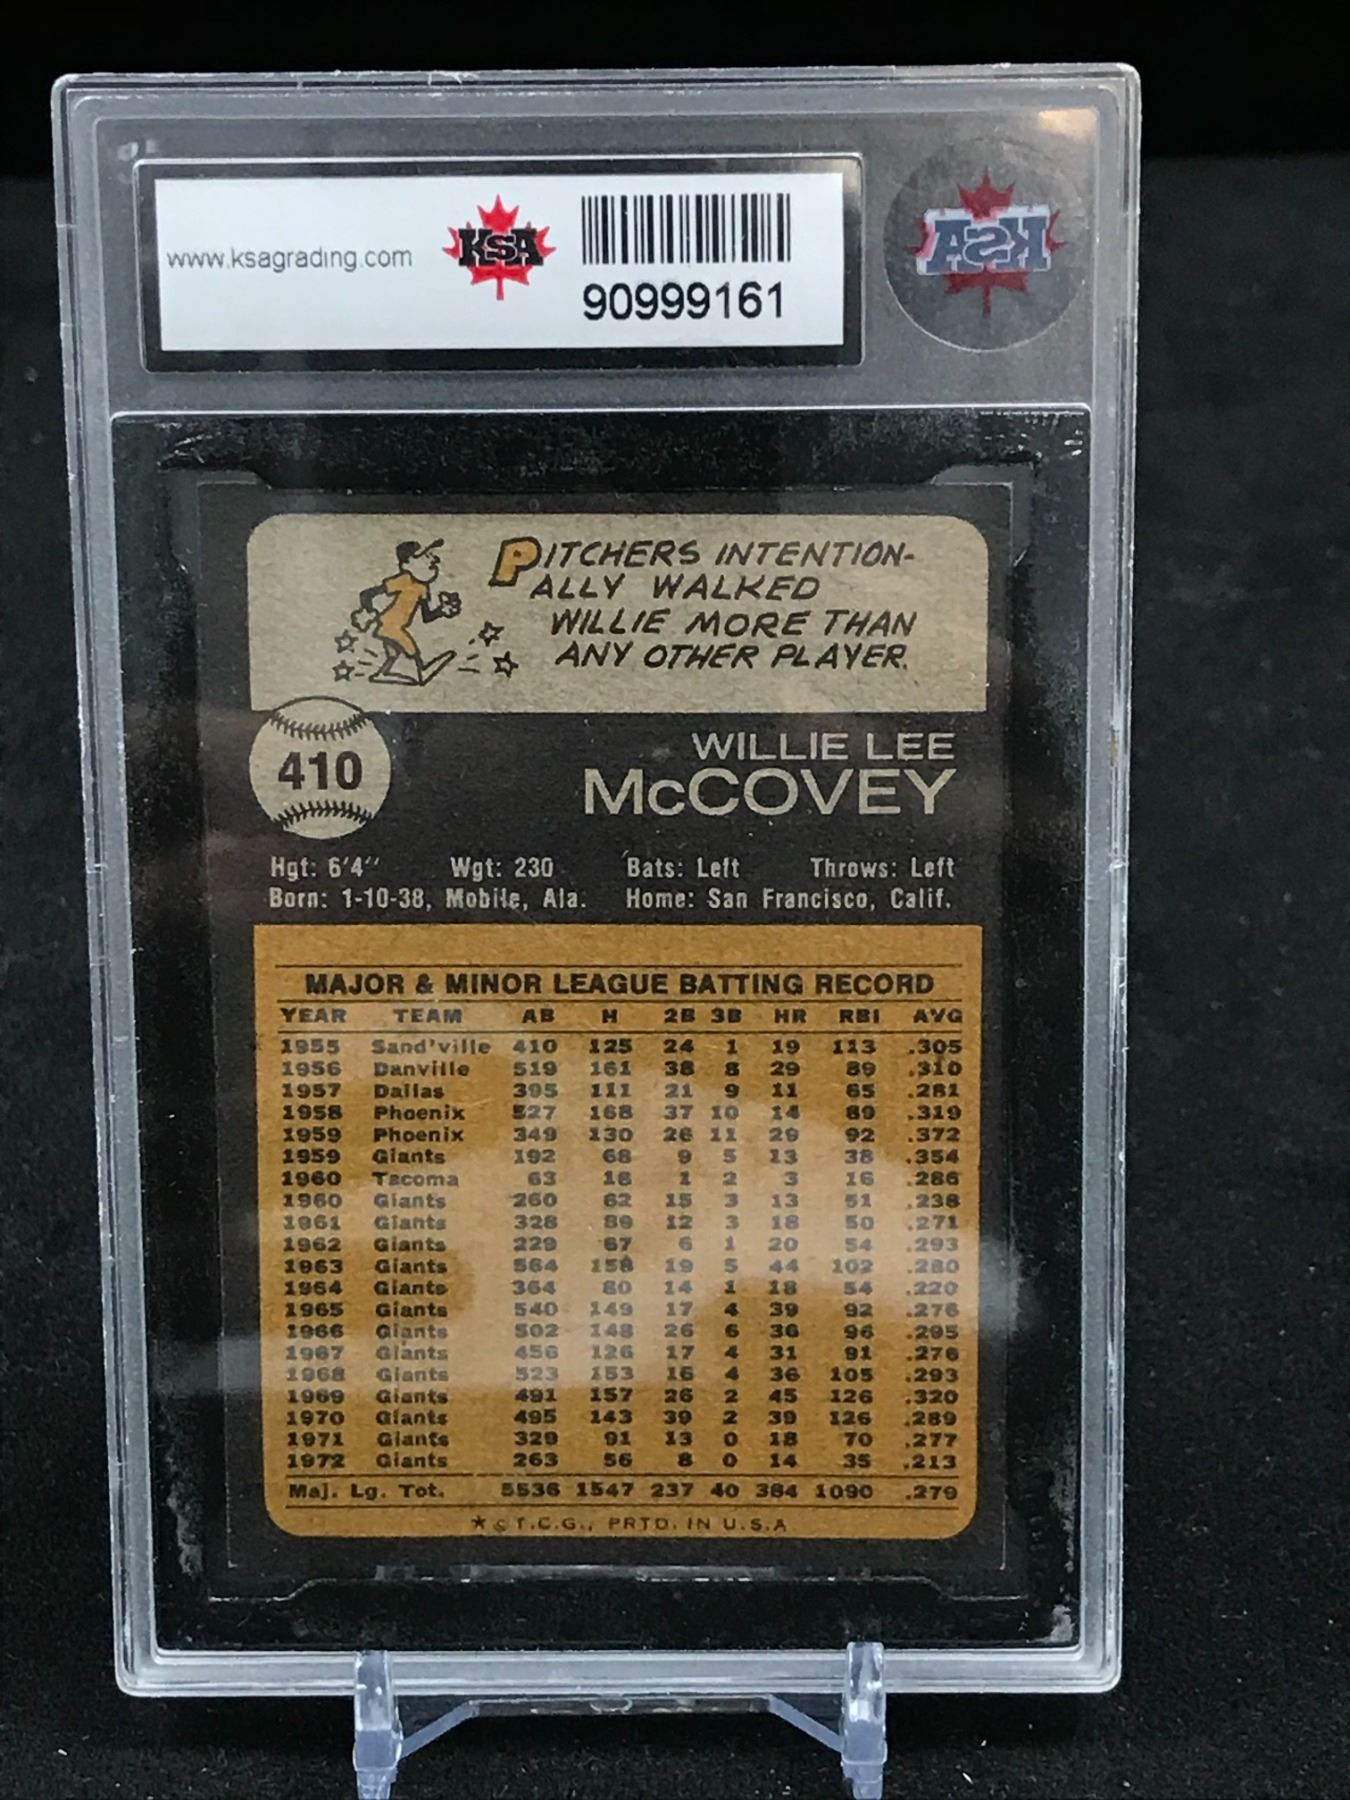 www.ksagrading.com
KSA
90999161
KSA
PITCHERS INTENTION-
ALLY WALKED
WILLIE MORE THAN
ANY OTHER PLAYER.
410
WILLIE LEE
McCOVEY
Hgt: 6'4" Wgt: 230 Bats: Left Throws: Left
Born: 1-10-38, Mobile, Ala. Home: San Francisco, Calif.
MAJOR & MINOR LEAGUE BATTING RECORD
YEAR TEAM AB H 2B 3B HR RBI AVG
1955 Sand'ville 410 125 24 1 19 113 .305
1956 Danville 519 161 38 8 29 89 .310
1957 Dallas 395 111 21 9 11 65 .281
1958 Phoenix 527 168 37 10 14 89 .319
1959 Phoenix 349 130 26 11 29 92 .372
1959 Giants 192 68 9 5 13 38 .354
1960 Tacoma 63 18 1 2 3 16 .286
1960 Giants 260 62 15 3 13 51 .238
1961 Giants 328 89 12 3 18 50 .271
1962 Giants 229 67 6 1 20 54 .293
1963 Giants 564 158 19 5 44 102 .280
1964 Giants 364 80 14 1 18 54 .220
1965 Giants 540 149 17 4 39 92 .276
1966 Giants 502 148 26 6 36 96 .295
1967 Giants 456 126 17 4 31 91 .276
1968 Giants 523 153 16 4 36 105 .293
1969 Giants 491 157 26 2 45 126 .320
1970 Giants 495 143 39 2 39 126 .289
1971 Giants 329 91 13 0 18 70 .277
1972 Giants 263 56 8 0 14 35 .213
Maj. Lg. Tot. 5536 1547 237 40 384 1090 .279
★ © T.C.G., PRTD. IN U.S.A